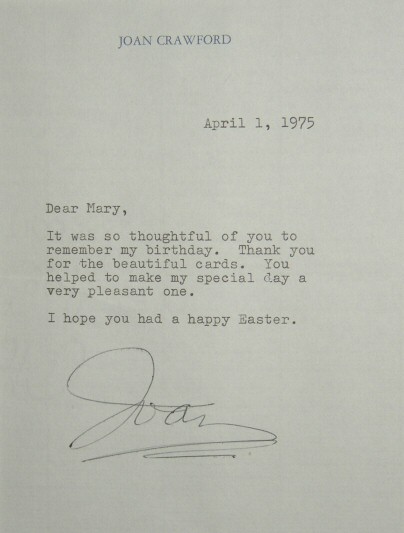 JOAN CRAWFORD
April 1, 1975
Dear Mary,
It was so thoughtful of you to
remember my birthday. Thank you
for the beautiful cards. You
helped to make my special day a
very pleasant one.
I hope you had a happy Easter.
Joan